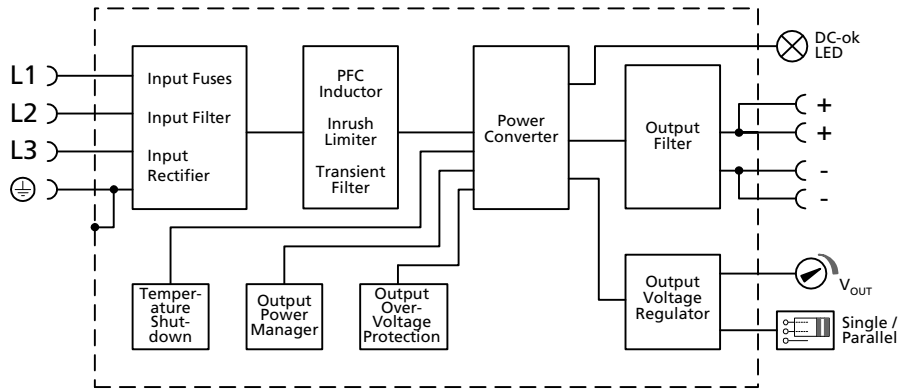 L1
L2
L3
Input Fuses
Input Filter
Input
Rectifier
PFC
Inductor
Inrush
Limiter
Transient
Filter
Power
Converter
Output
Filter
DC-ok
LED
+
+
-
-
Temper-
ature
Shut-
down
Output
Power
Manager
Output
Over-
Voltage
Protection
Output
Voltage
Regulator
VOUT
Single /
Parallel